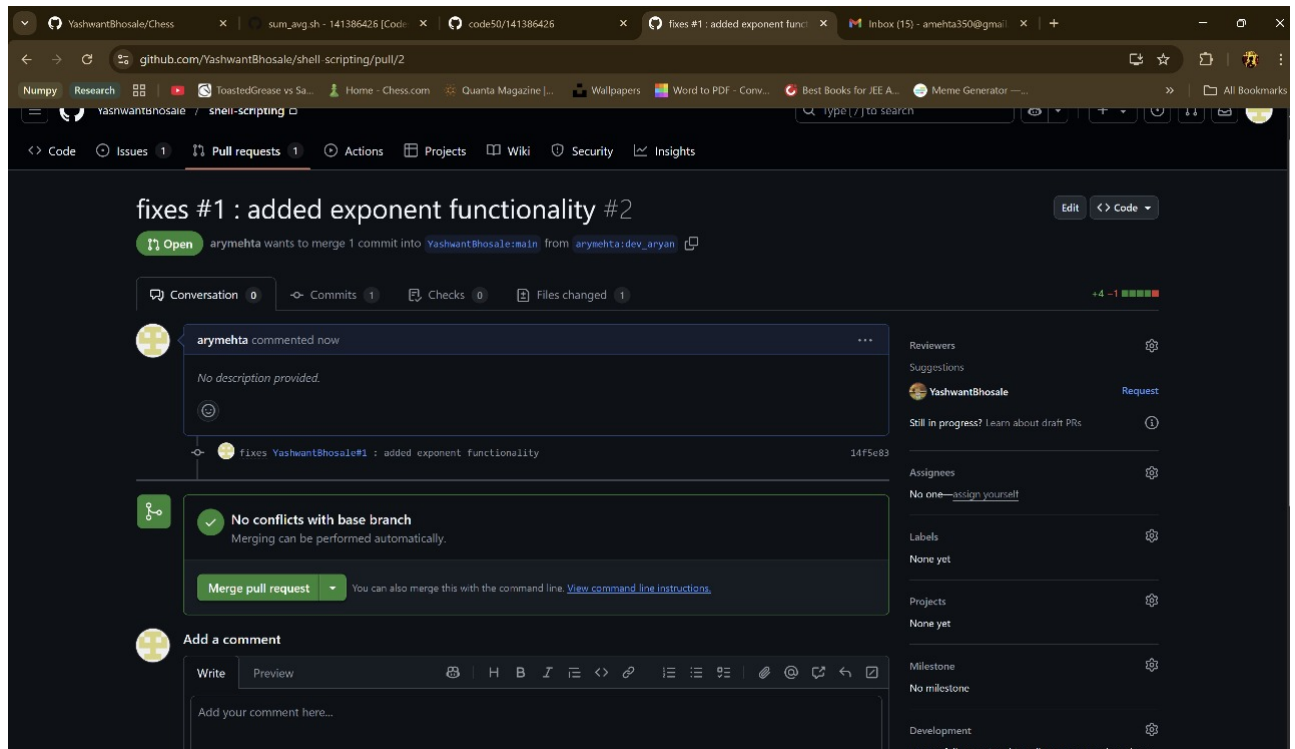 YashwantBhosale/Chess
sum_avg.sh - 141386426 [Code
code50/141386426
fixes #1 : added exponent funct
Inbox (15) - amehta350@gmail
github.com/YashwantBhosale/shell-scripting/pull/2
Numpy
Research
ToastedGrease vs Sa...
Home - Chess.com
Quanta Magazine |...
Wallpapers
Word to PDF - Conv...
Best Books for JEE A...
Meme Generator —...
All Bookmarks
YashwantBhosale / shell-scripting
Type [/] to search
Code
Issues 1
Pull requests 1
Actions
Projects
Wiki
Security
Insights
fixes #1 : added exponent functionality #2
Edit
<> Code
Open
arymehta wants to merge 1 commit into YashwantBhosale:main from arymehta:dev_aryan
Conversation 0
Commits 1
Checks 0
Files changed 1
+4 −1
arymehta commented now
No description provided.
fixes YashwantBhosale#1 : added exponent functionality
14f5e83
No conflicts with base branch
Merging can be performed automatically.
Merge pull request
You can also merge this with the command line. View command line instructions.
Add a comment
Write
Preview
H B I
Add your comment here...
Reviewers
Suggestions
YashwantBhosale
Request
Still in progress? Learn about draft PRs
Assignees
No one—assign yourself
Labels
None yet
Projects
None yet
Milestone
No milestone
Development